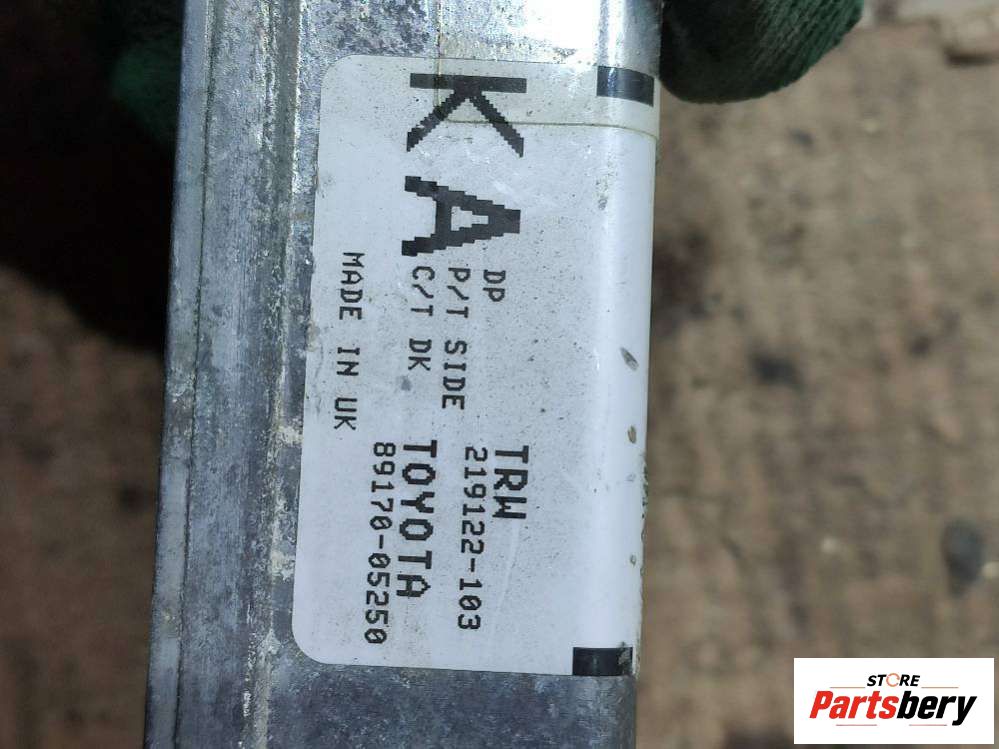 KA
DP
P/T SIDE
C/T DK
MADE IN UK
TRW
219122-103
TOYOTA
89170-05250
STORE
Partsbery